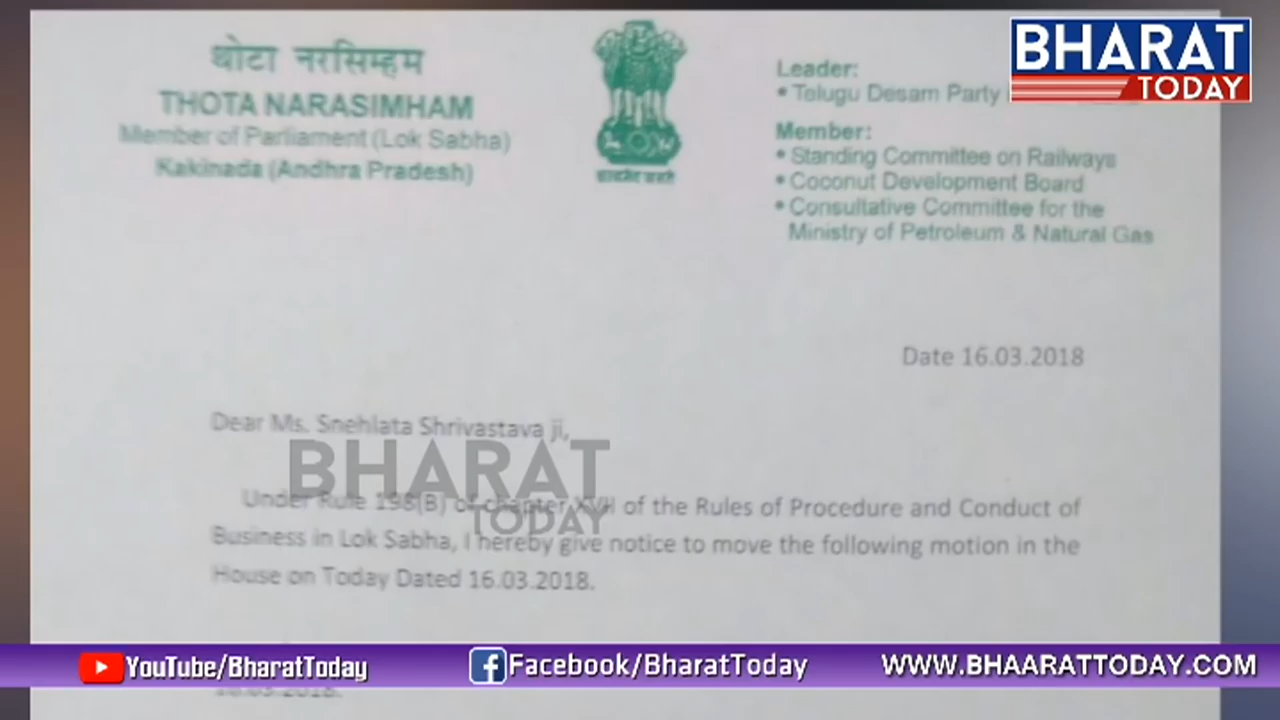 थोटा नरसिम्हम
THOTA NARASIMHAM
Member of Parliament (Lok Sabha)
Kakinada (Andhra Pradesh)
सत्यमेव जयते
Leader:
• Telugu Desam Party
Member:
• Standing Committee on Railways
• Coconut Development Board
• Consultative Committee for the
Ministry of Petroleum & Natural Gas
BHARAT
TODAY
Date 16.03.2018
Dear Ms. Snehlata Shrivastava ji,
BHARAT
TODAY
Under Rule 198(B) of chapter XVII of the Rules of Procedure and Conduct of
Business in Lok Sabha, I hereby give notice to move the following motion in the
House on Today Dated 16.03.2018.
YouTube/BharatToday
Facebook/BharatToday
WWW.BHAARATTODAY.COM